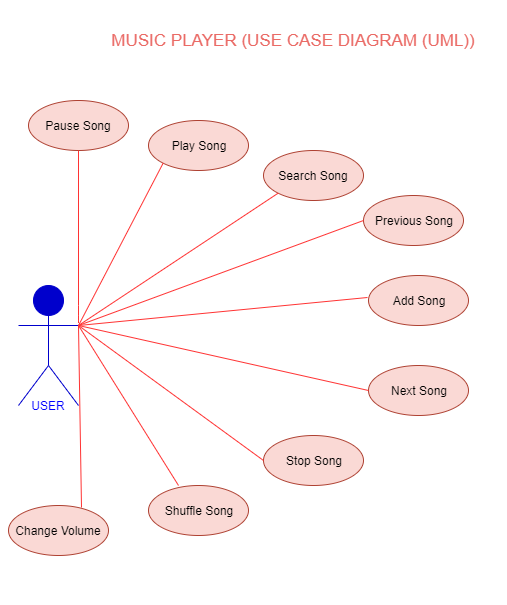 MUSIC PLAYER (USE CASE DIAGRAM (UML))
Pause Song
Play Song
Search Song
Previous Song
Add Song
Next Song
USER
Stop Song
Shuffle Song
Change Volume